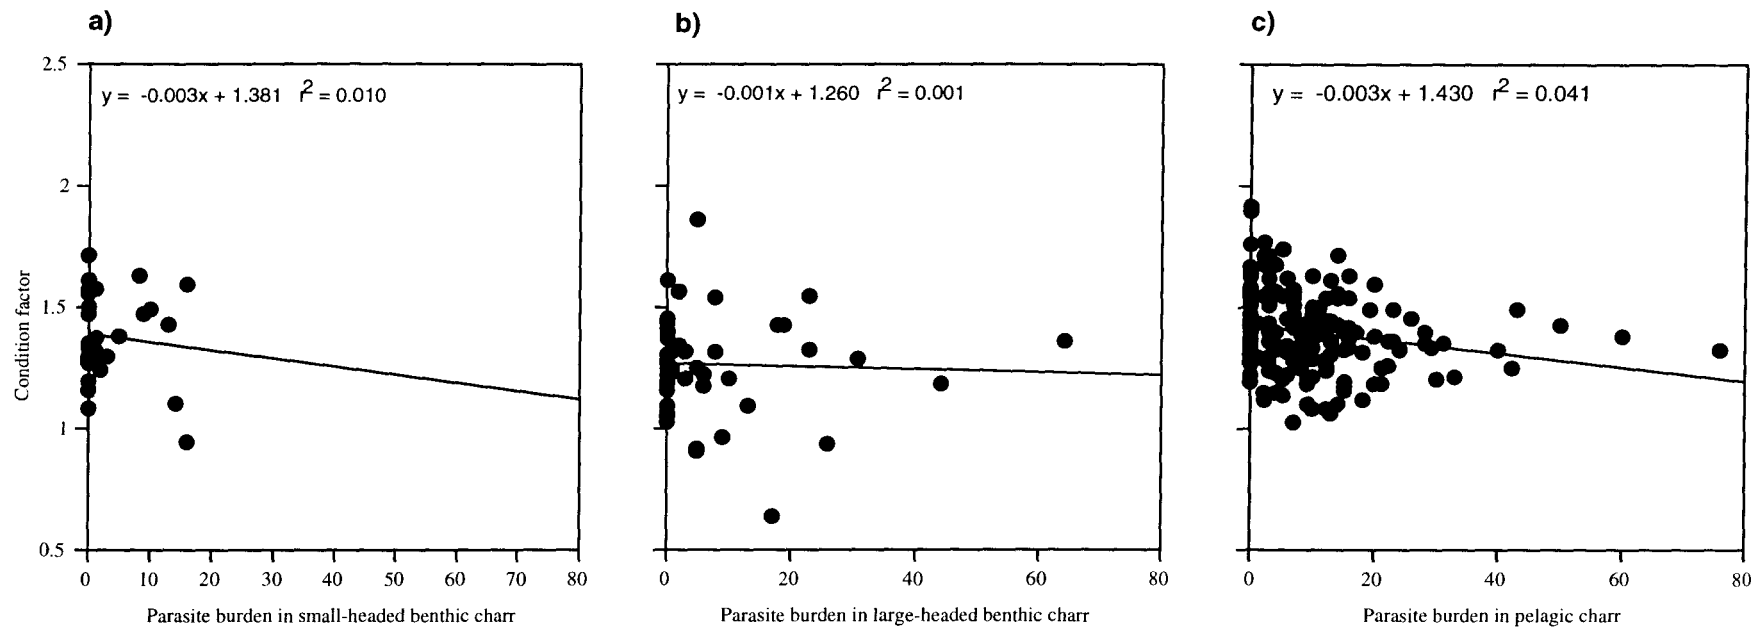 a)
b)
c)
y = -0.003x + 1.381 r2 = 0.010
y = -0.001x + 1.260 r2 = 0.001
y = -0.003x + 1.430 r2 = 0.041
Condition factor
2.5
2
1.5
1
0.5
0 10 20 30 40 50 60 70 80
0 20 40 60 80
0 20 40 60 80
Parasite burden in small-headed benthic charr
Parasite burden in large-headed benthic charr
Parasite burden in pelagic charr